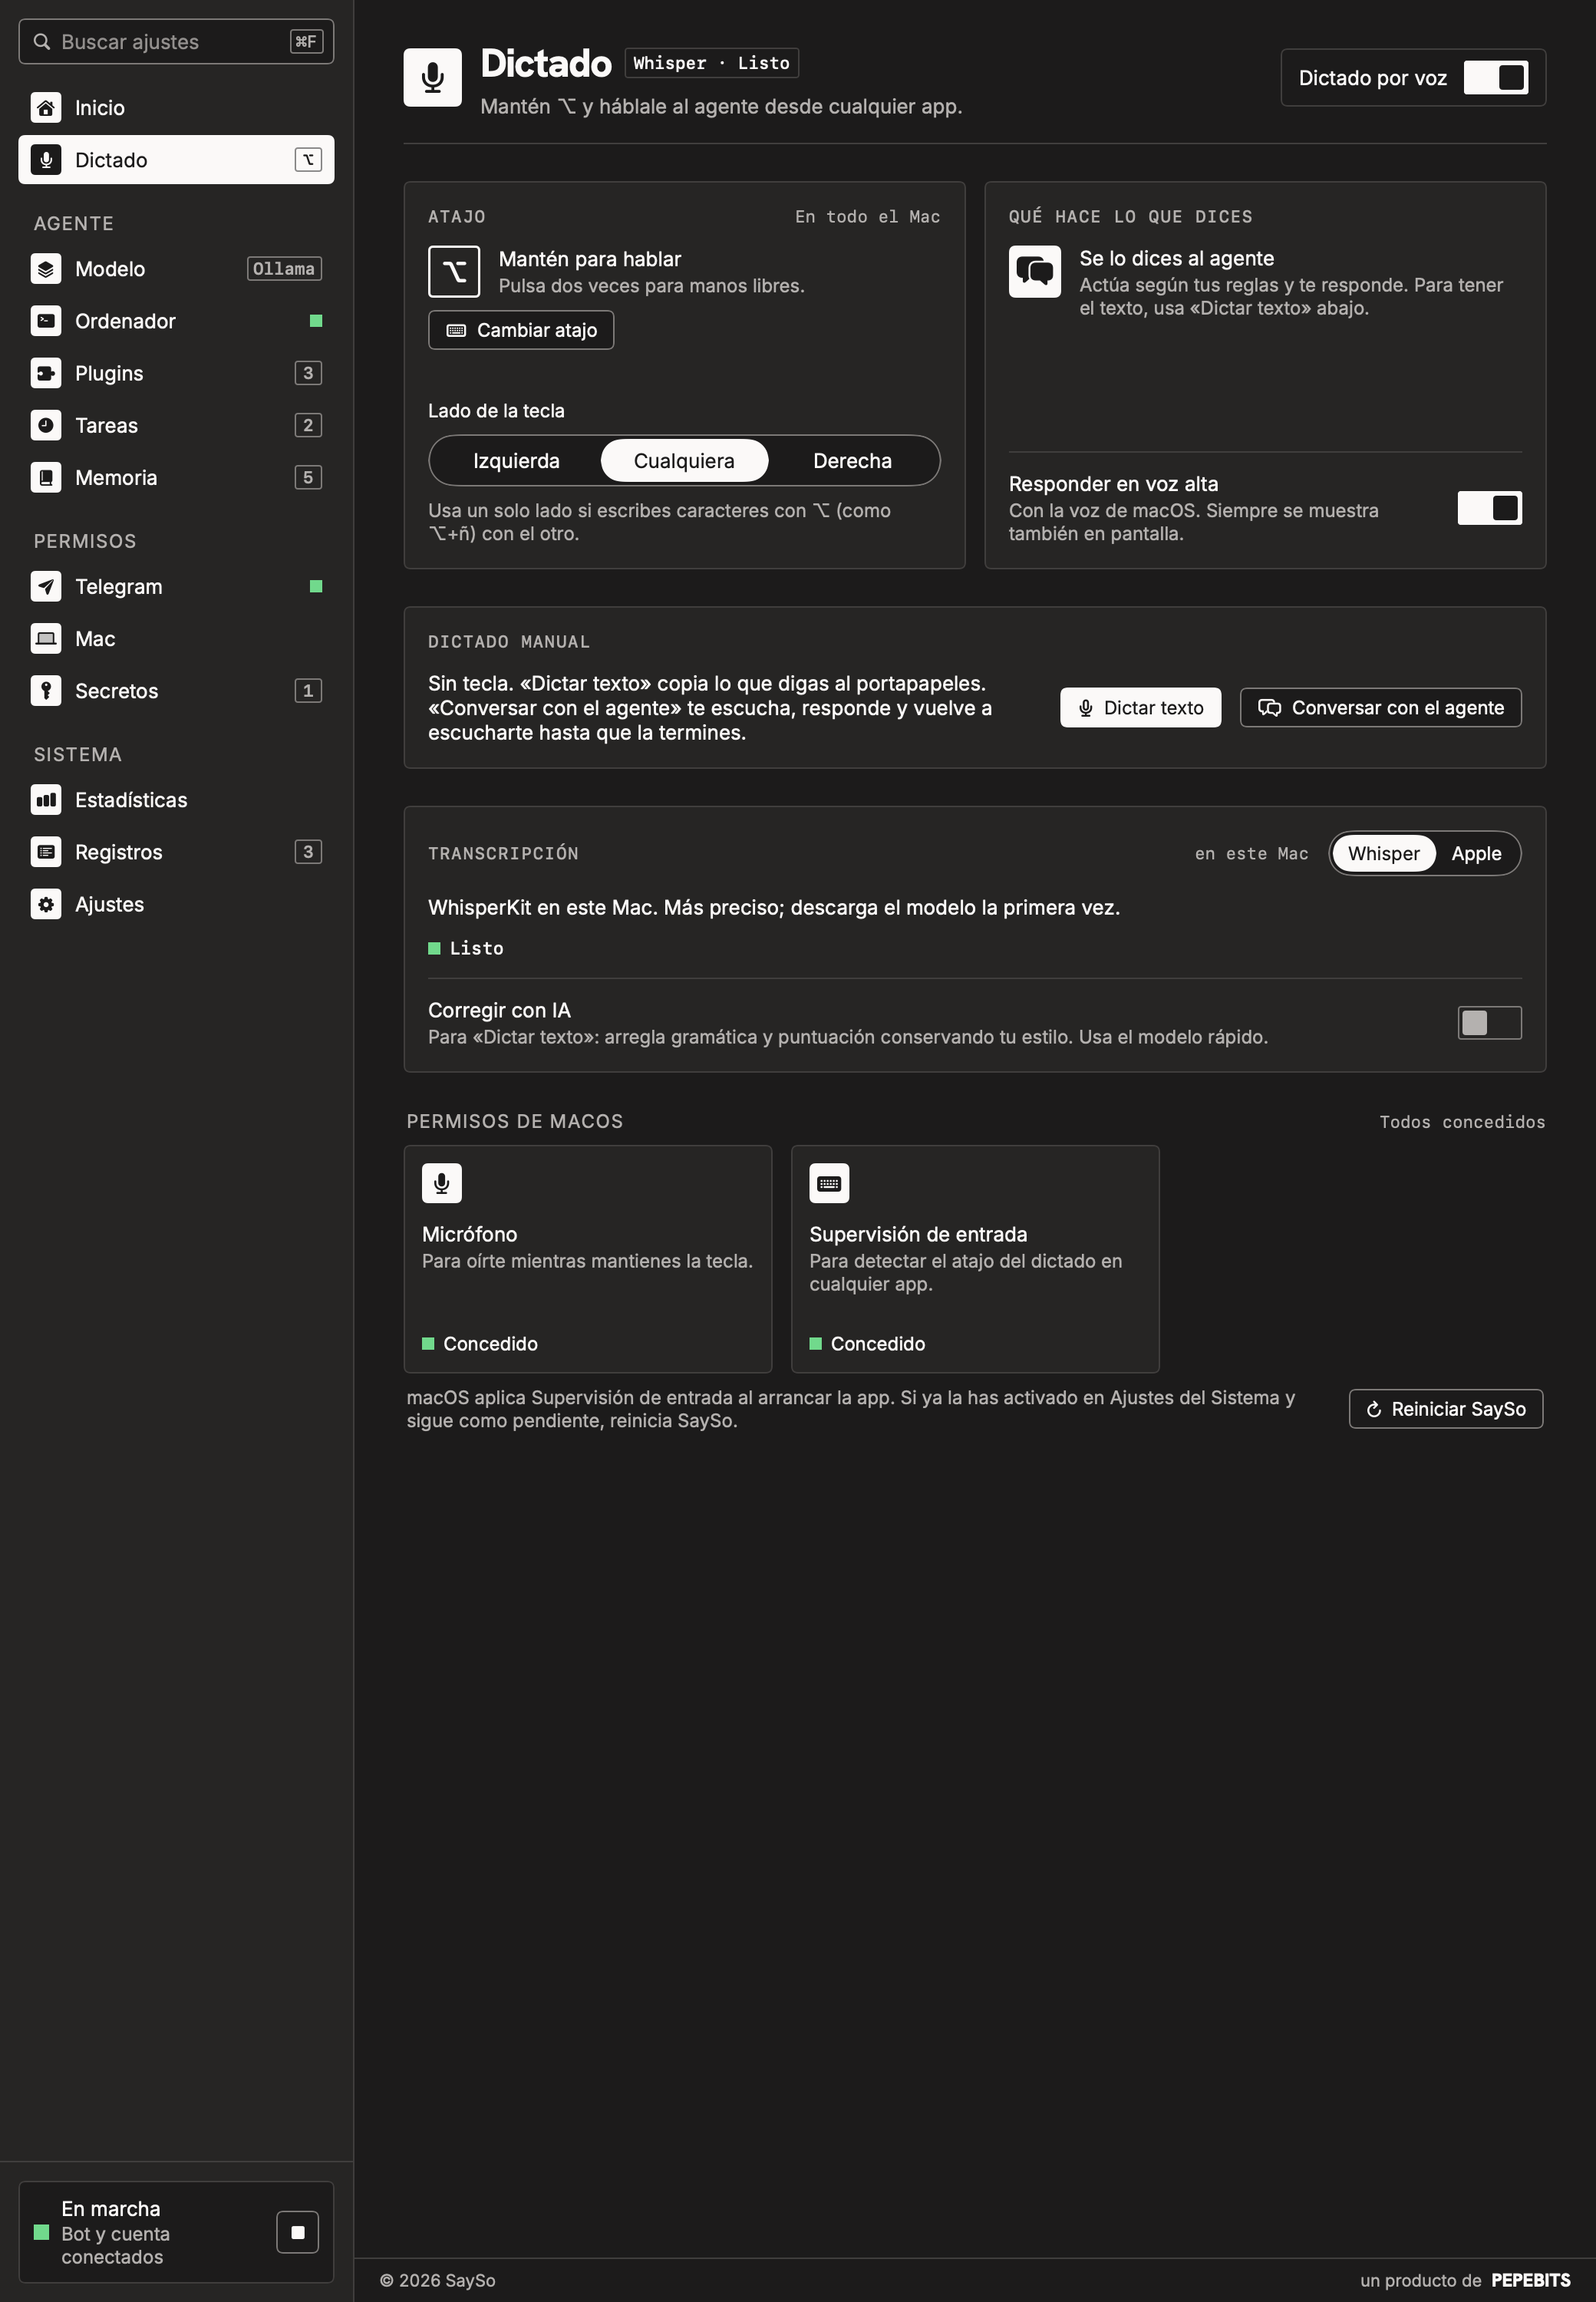 Buscar ajustes ⌘F
Inicio
Dictado ⌥
AGENTE
Modelo Ollama
Ordenador
Plugins 3
Tareas 2
Memoria 5
PERMISOS
Telegram
Mac
Secretos 1
SISTEMA
Estadísticas
Registros 3
Ajustes
En marcha
Bot y cuenta
conectados
Dictado Whisper · Listo
Mantén ⌥ y háblale al agente desde cualquier app.
Dictado por voz
ATAJO En todo el Mac
⌥ Mantén para hablar
Pulsa dos veces para manos libres.
Cambiar atajo
Lado de la tecla
Izquierda Cualquiera Derecha
Usa un solo lado si escribes caracteres con ⌥ (como
⌥+ñ) con el otro.
QUÉ HACE LO QUE DICES
Se lo dices al agente
Actúa según tus reglas y te responde. Para tener
el texto, usa «Dictar texto» abajo.
Responder en voz alta
Con la voz de macOS. Siempre se muestra
también en pantalla.
DICTADO MANUAL
Sin tecla. «Dictar texto» copia lo que digas al portapapeles.
«Conversar con el agente» te escucha, responde y vuelve a
escucharte hasta que la termines.
Dictar texto Conversar con el agente
TRANSCRIPCIÓN en este Mac Whisper Apple
WhisperKit en este Mac. Más preciso; descarga el modelo la primera vez.
Listo
Corregir con IA
Para «Dictar texto»: arregla gramática y puntuación conservando tu estilo. Usa el modelo rápido.
PERMISOS DE MACOS Todos concedidos
Micrófono
Para oírte mientras mantienes la tecla.
Concedido
Supervisión de entrada
Para detectar el atajo del dictado en
cualquier app.
Concedido
macOS aplica Supervisión de entrada al arrancar la app. Si ya la has activado en Ajustes del Sistema y
sigue como pendiente, reinicia SaySo.
Reiniciar SaySo
© 2026 SaySo un producto de PEPEBITS